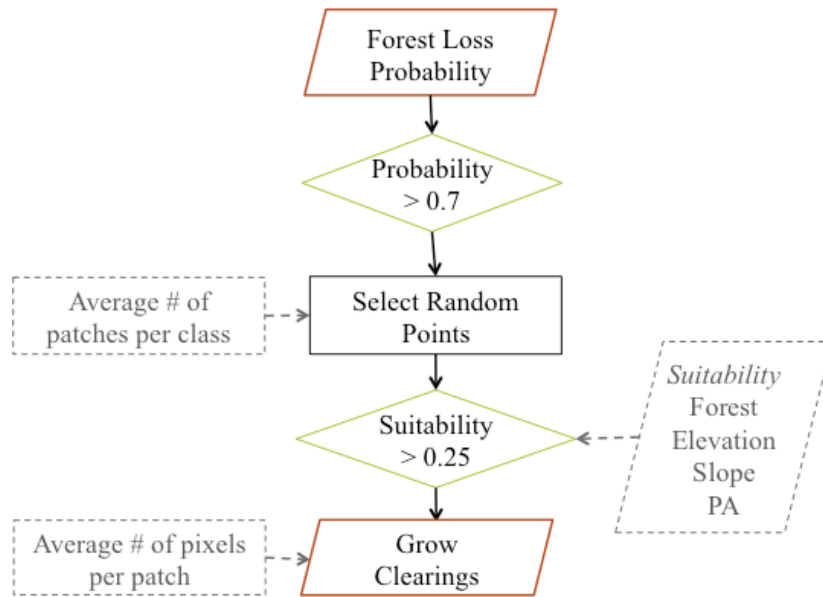 Forest Loss
Probability
Probability
> 0.7
Average # of
patches per class
Select Random
Points
Suitability
> 0.25
Suitability
Forest
Elevation
Slope
PA
Average # of pixels
per patch
Grow
Clearings